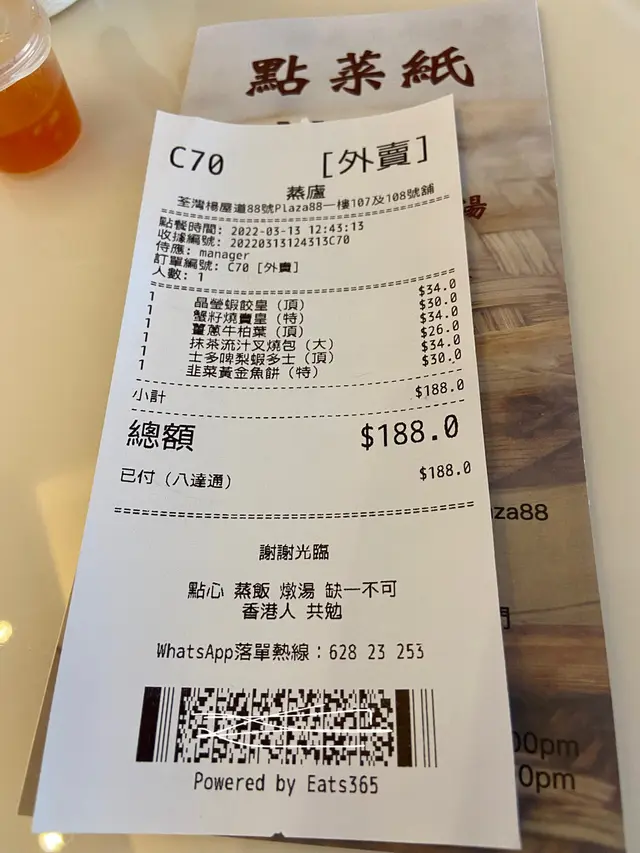 點菜紙
C70 [外賣]
蒸廬
荃灣楊屋道88號Plaza88一樓107及108號舖
點餐時間: 2022-03-13 12:43:13
收據編號: 20220313124313C70
侍應: manager
訂單編號: C70 [外賣]
人數: 1
1 晶瑩蝦餃皇 (頂) $34.0
1 蟹籽燒賣皇 (特) $30.0
1 薑蔥牛柏葉 (頂) $34.0
1 抹茶流汁叉燒包 (大) $26.0
1 士多啤梨蝦多士 (頂) $34.0
1 韭菜黃金魚餅 (特) $30.0
小計 $188.0
總額 $188.0
已付 (八達通) $188.0
謝謝光臨
點心 蒸飯 燉湯 缺一不可
香港人 共勉
WhatsApp落單熱線：628 23 253
Powered by Eats365
湯
za88
門
00pm
0pm